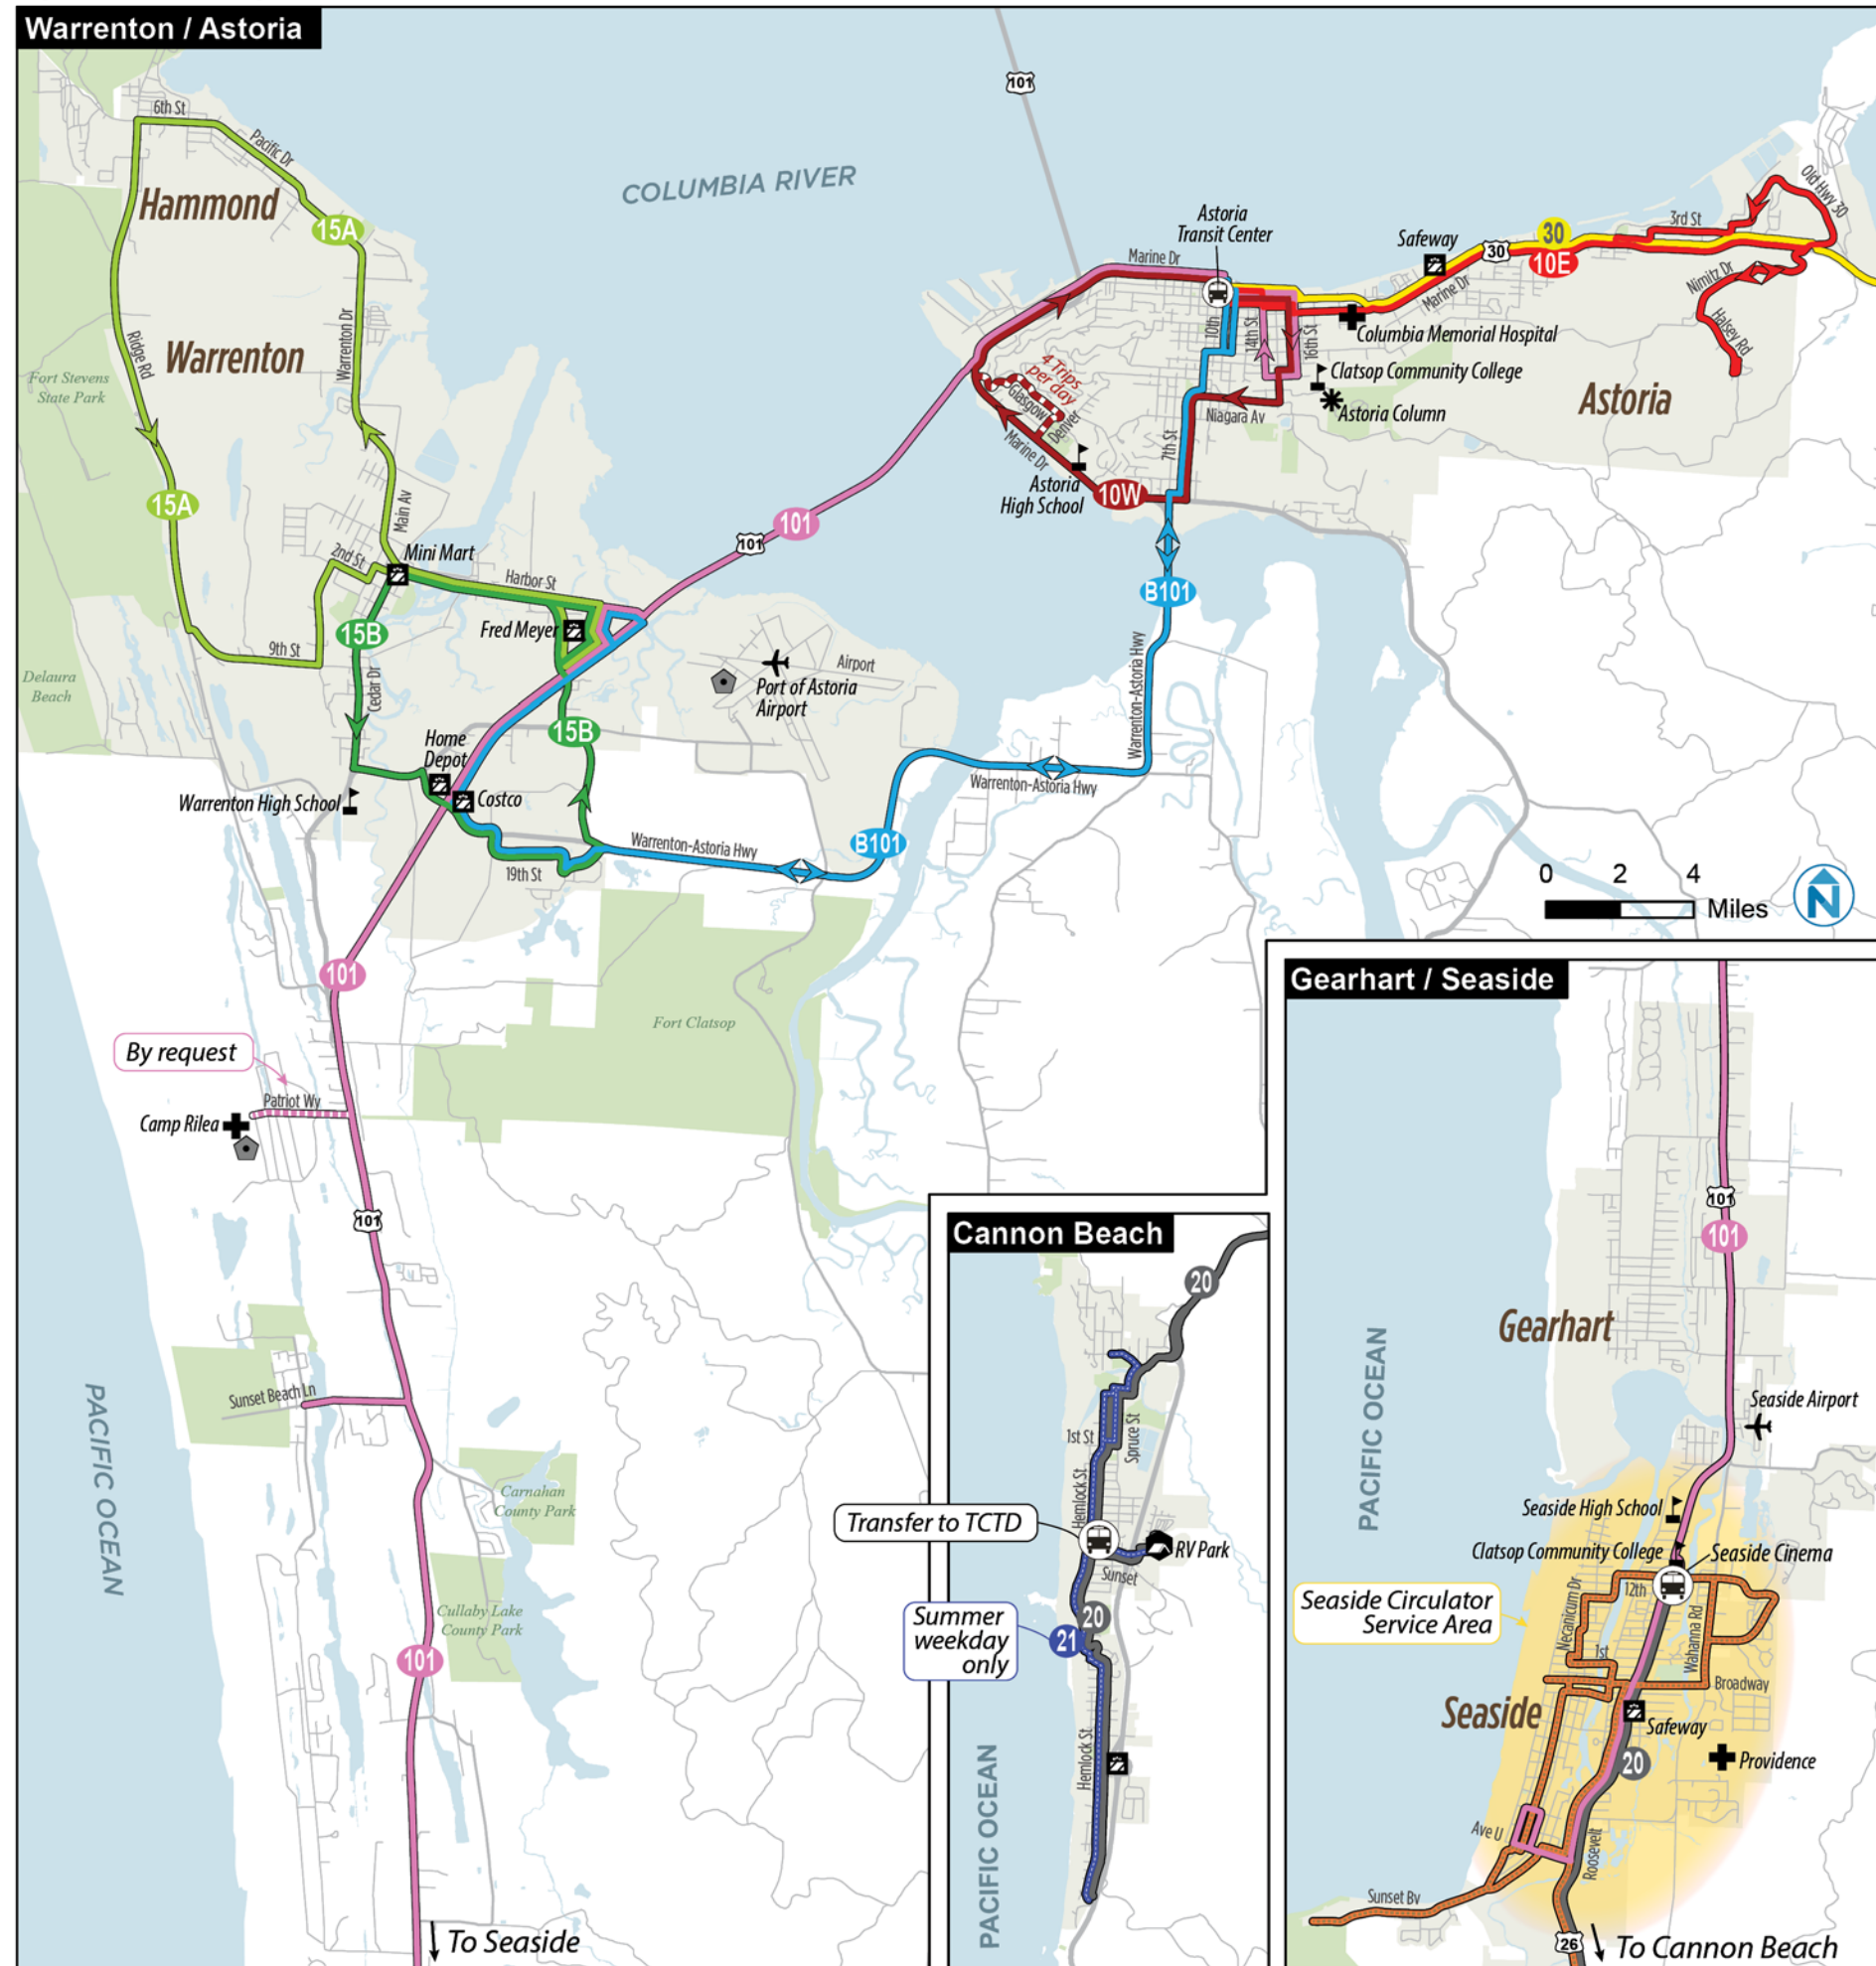 Warrenton / Astoria
101
6th St
Pacific Dr
Hammond
15A
COLUMBIA RIVER
Astoria
Transit Center
Marine Dr
Safeway
30
30
10E
3rd St
Old Hwy 30
Marine Dr
Nimitz Dr
Halsey Rd
Columbia Memorial Hospital
10th
14th St
16th St
Clatsop Community College
Astoria Column
Astoria
Niagara Av
7th St
4 Trips
per day
Glasgow
Denver
Marine Dr
Astoria
High School
10W
Warrenton
Warrenton Dr
Ridge Rd
Fort Stevens
State Park
15A
Main Av
2nd St
Mini Mart
Harbor St
101
101
B101
Fred Meyer
15B
9th St
Cedar Dr
Delaura
Beach
Airport
Port of Astoria
Airport
Warrenton-Astoria Hwy
15B
Home
Depot
Costco
Warrenton High School
Warrenton-Astoria Hwy
B101
Warrenton-Astoria Hwy
19th St
0 2 4
Miles
N
101
Fort Clatsop
By request
Patriot Wy
Camp Rilea
101
Sunset Beach Ln
PACIFIC OCEAN
Carnahan
County Park
Cullaby Lake
County Park
101
To Seaside
Cannon Beach
20
1st St
Spruce St
Hemlock St
Transfer to TCTD
RV Park
Sunset
Summer
weekday
only
20
21
Hemlock St
PACIFIC OCEAN
Gearhart / Seaside
101
101
Gearhart
PACIFIC OCEAN
Seaside Airport
Seaside High School
Clatsop Community College
Seaside Cinema
Seaside Circulator
Service Area
12th
Necanicum Dr
Wahanna Rd
1st
Broadway
Seaside
Safeway
20
Providence
Ave U
Roosevelt
Sunset Bv
26
To Cannon Beach